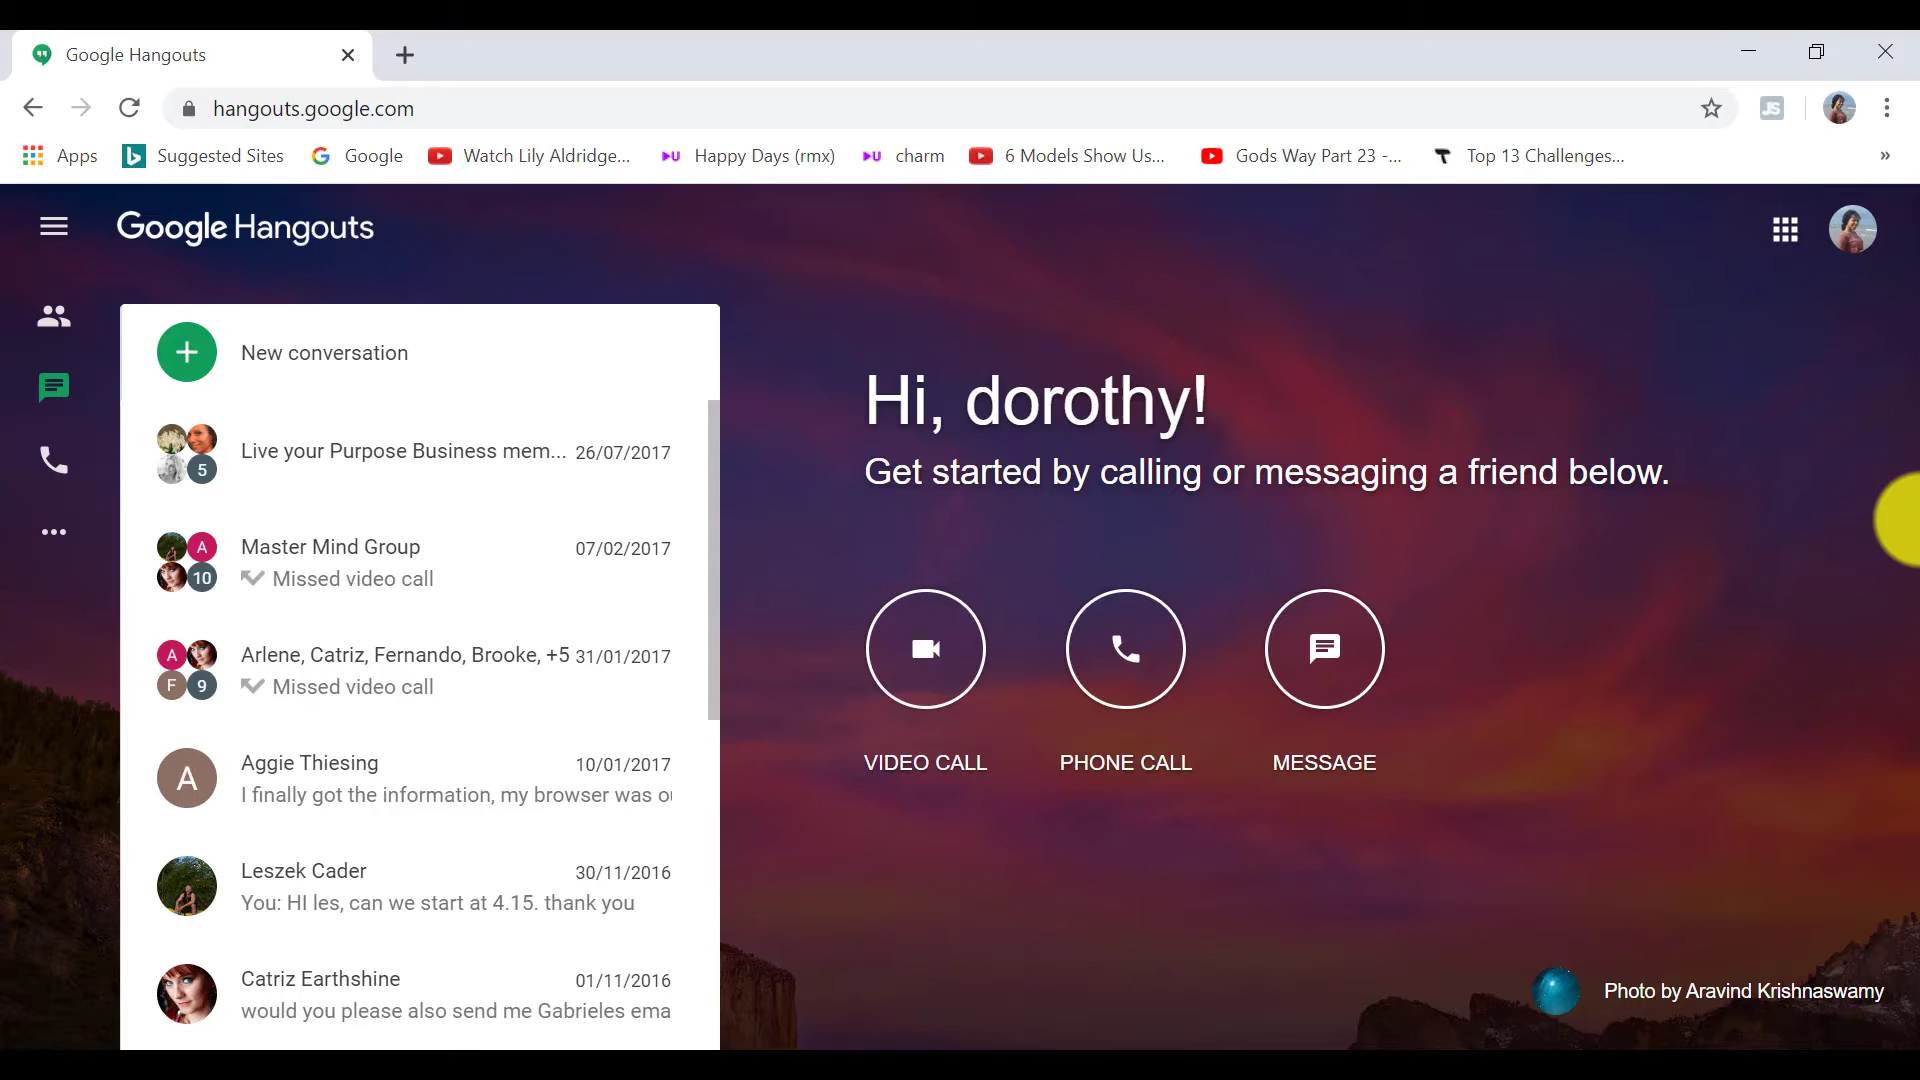 Google Hangouts
hangouts.google.com
JS
Apps Suggested Sites Google Watch Lily Aldridge... Happy Days (rmx) charm 6 Models Show Us... Gods Way Part 23 -... Top 13 Challenges... »
Google Hangouts
New conversation
Live your Purpose Business mem... 26/07/2017
5
Master Mind Group 07/02/2017
A
10
Missed video call
Arlene, Catriz, Fernando, Brooke, +5 31/01/2017
A
F 9
Missed video call
Aggie Thiesing 10/01/2017
A
I finally got the information, my browser was
Leszek Cader 30/11/2016
You: HI les, can we start at 4.15. thank you
Catriz Earthshine 01/11/2016
would you please also send me Gabrieles ema
Hi, dorothy!
Get started by calling or messaging a friend below.
VIDEO CALL PHONE CALL MESSAGE
Photo by Aravind Krishnaswamy